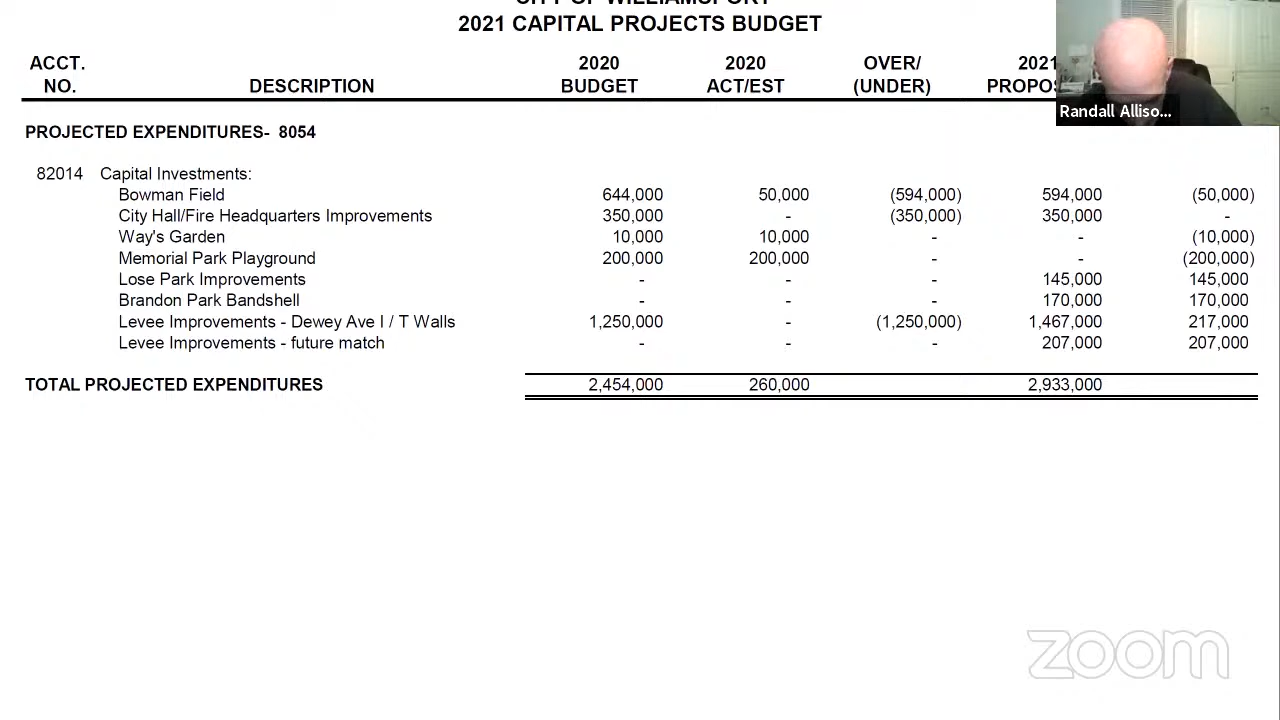 CITY OF WILLIAMSPORT
2021 CAPITAL PROJECTS BUDGET
ACCT. 2020 2020 OVER/ 2021
NO. DESCRIPTION BUDGET ACT/EST (UNDER) PROPOS
Randall Alliso...
PROJECTED EXPENDITURES- 8054
82014 Capital Investments:
Bowman Field 644,000 50,000 (594,000) 594,000 (50,000)
City Hall/Fire Headquarters Improvements 350,000 - (350,000) 350,000 -
Way's Garden 10,000 10,000 - - (10,000)
Memorial Park Playground 200,000 200,000 - - (200,000)
Lose Park Improvements - - - 145,000 145,000
Brandon Park Bandshell - - - 170,000 170,000
Levee Improvements - Dewey Ave I / T Walls 1,250,000 - (1,250,000) 1,467,000 217,000
Levee Improvements - future match - - - 207,000 207,000
TOTAL PROJECTED EXPENDITURES 2,454,000 260,000 2,933,000
zoom